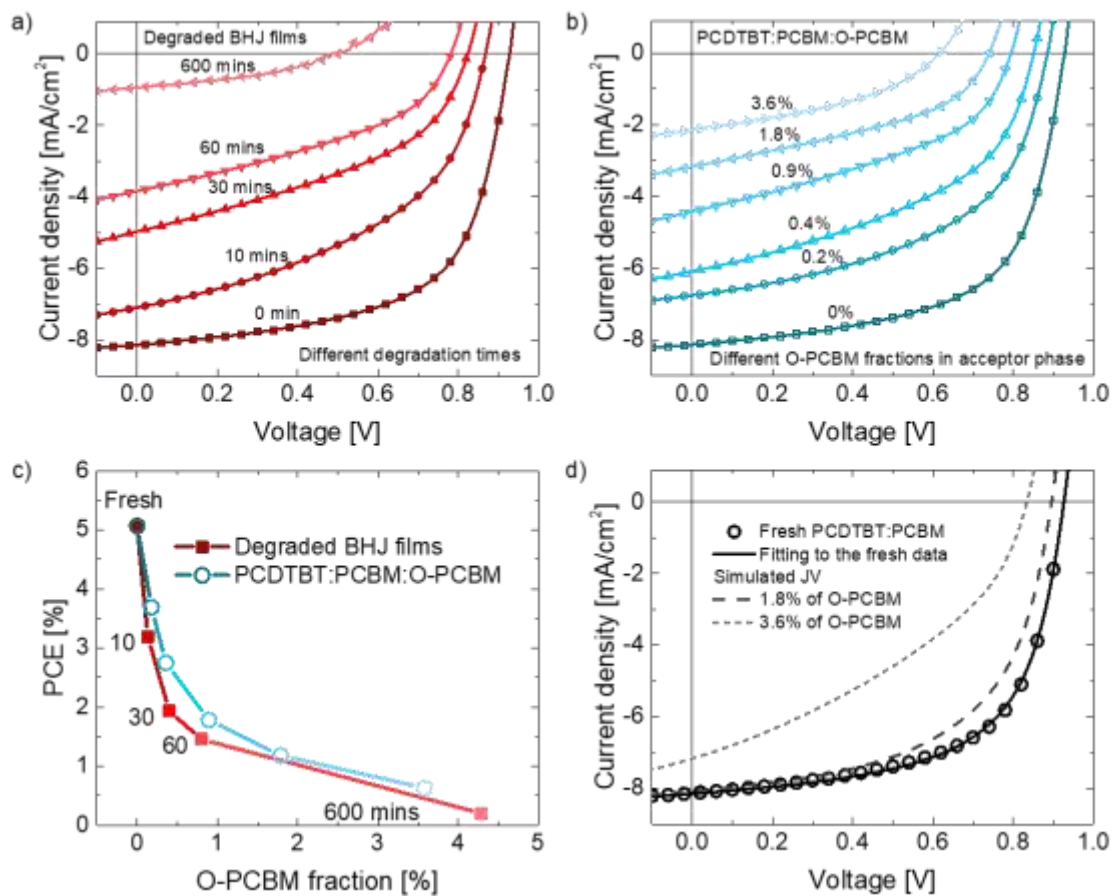 a)
Degraded BHJ films
600 mins
60 mins
30 mins
10 mins
0 min
Different degradation times
Current density [mA/cm²]
0
-2
-4
-6
-8
0.0 0.2 0.4 0.6 0.8 1.0
Voltage [V]
b)
PCDTBT:PCBM:O-PCBM
3.6%
1.8%
0.9%
0.4%
0.2%
0%
Different O-PCBM fractions in acceptor phase
Current density [mA/cm²]
0
-2
-4
-6
-8
0.0 0.2 0.4 0.6 0.8 1.0
Voltage [V]
c)
Fresh
Degraded BHJ films
PCDTBT:PCBM:O-PCBM
10
30
60
600 mins
PCE [%]
6
5
4
3
2
1
0
0 1 2 3 4 5
O-PCBM fraction [%]
d)
Fresh PCDTBT:PCBM
Fitting to the fresh data
Simulated JV
1.8% of O-PCBM
3.6% of O-PCBM
Current density [mA/cm²]
0
-2
-4
-6
-8
0.0 0.2 0.4 0.6 0.8 1.0
Voltage [V]